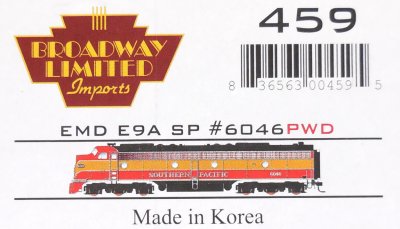 459
BROADWAY
LIMITED
Imports
8 36563 00459 5
EMD E9A SP #6046PWD
SOUTHERN PACIFIC 6046
Made in Korea